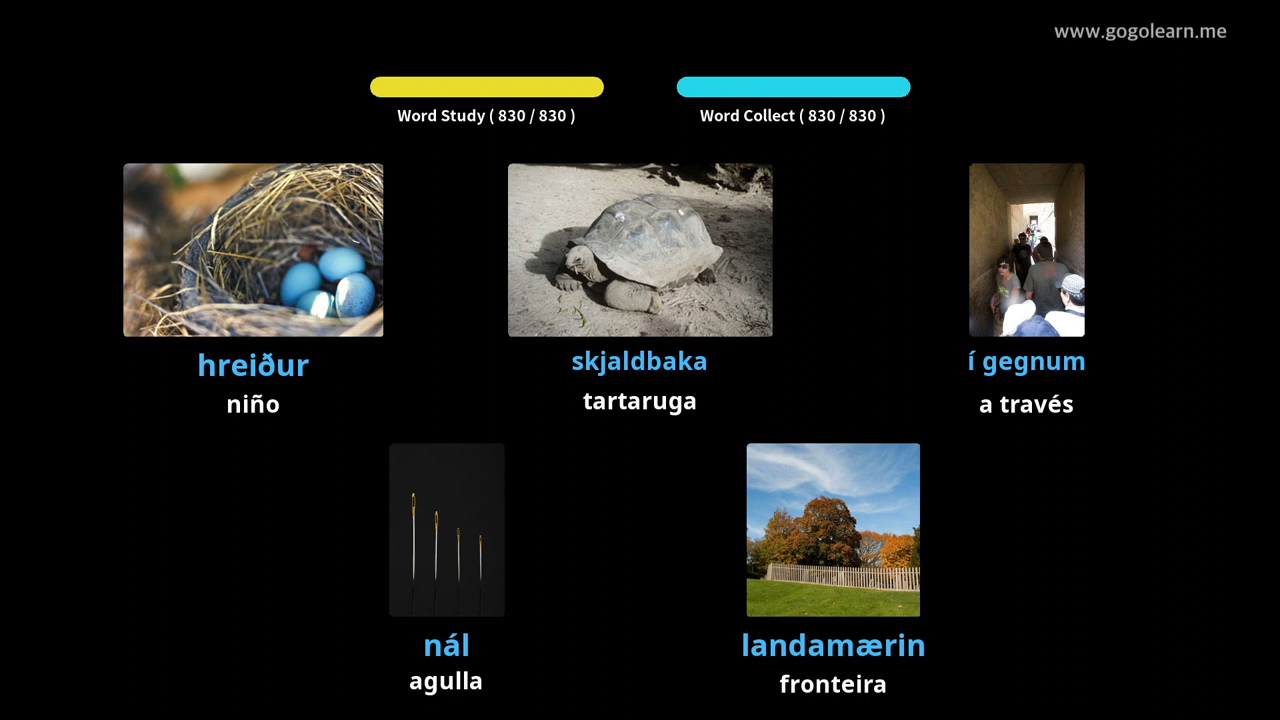 www.gogolearn.me
Word Study ( 830 / 830 )
Word Collect ( 830 / 830 )
hreiður
niño
skjaldbaka
tartaruga
í gegnum
a través
nál
agulla
landamærin
fronteira